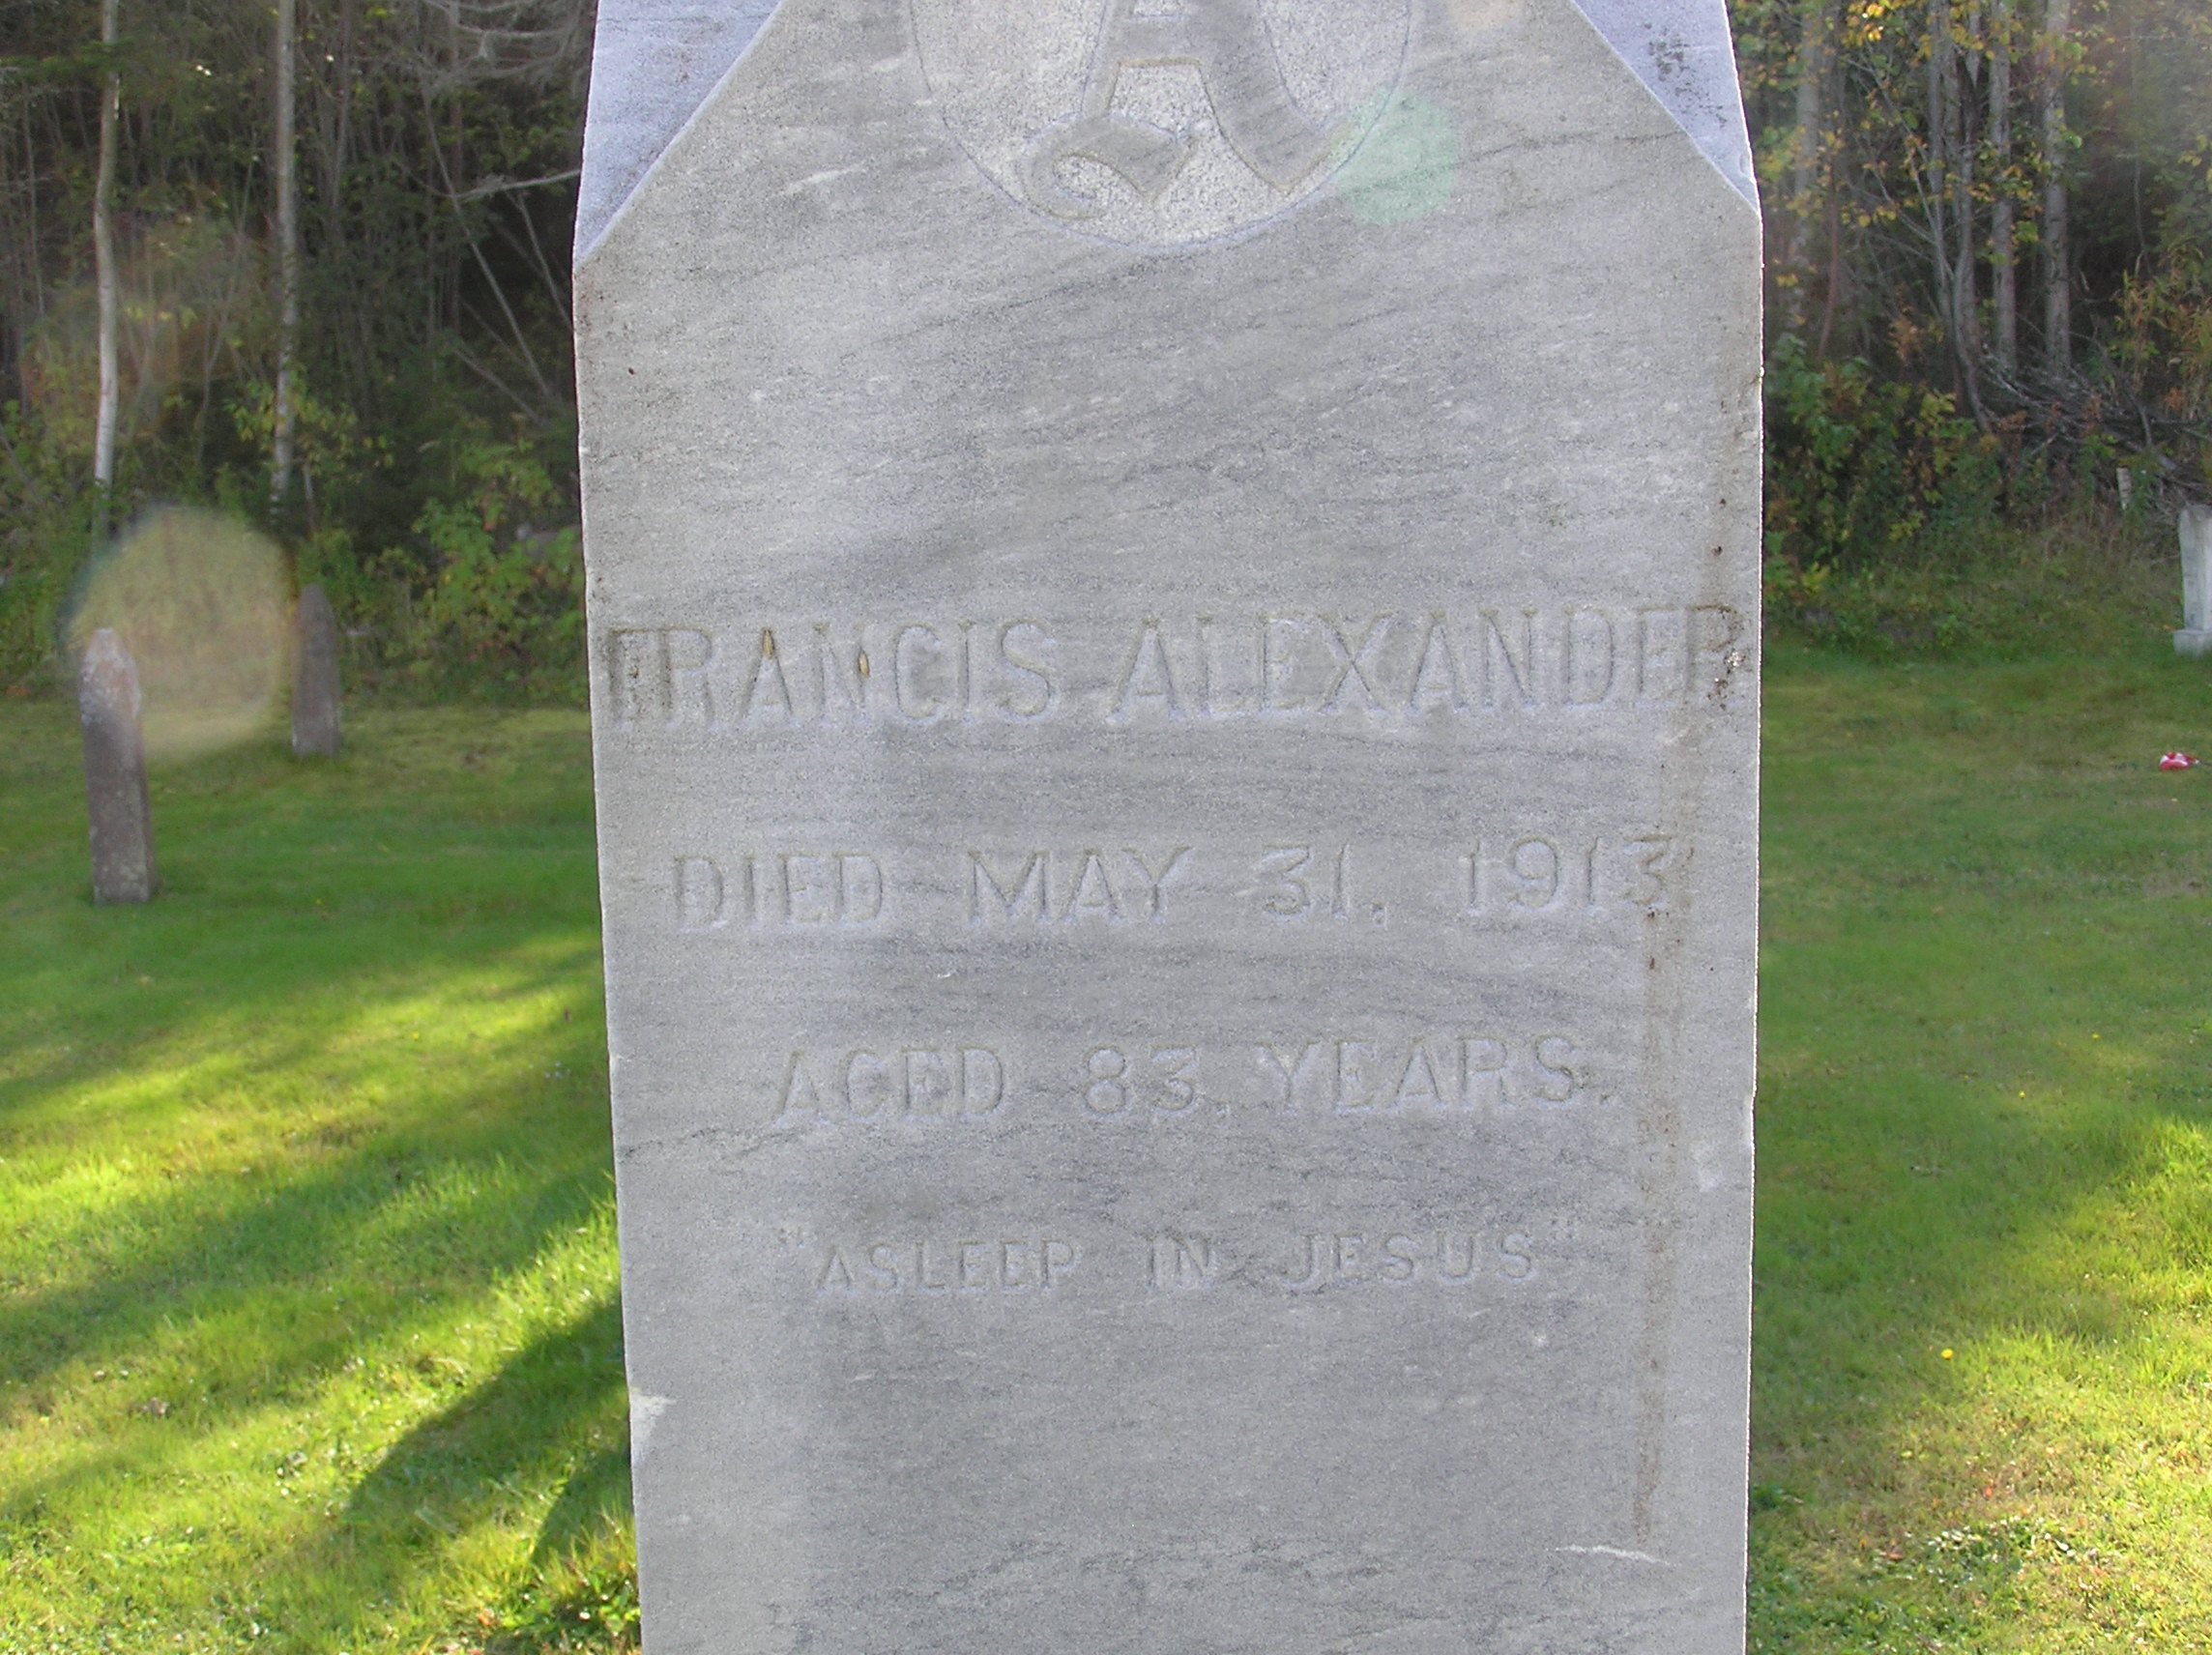 A
FRANCIS ALEXANDER
DIED MAY 31, 1913
AGED 83, YEARS.
"ASLEEP IN JESUS"